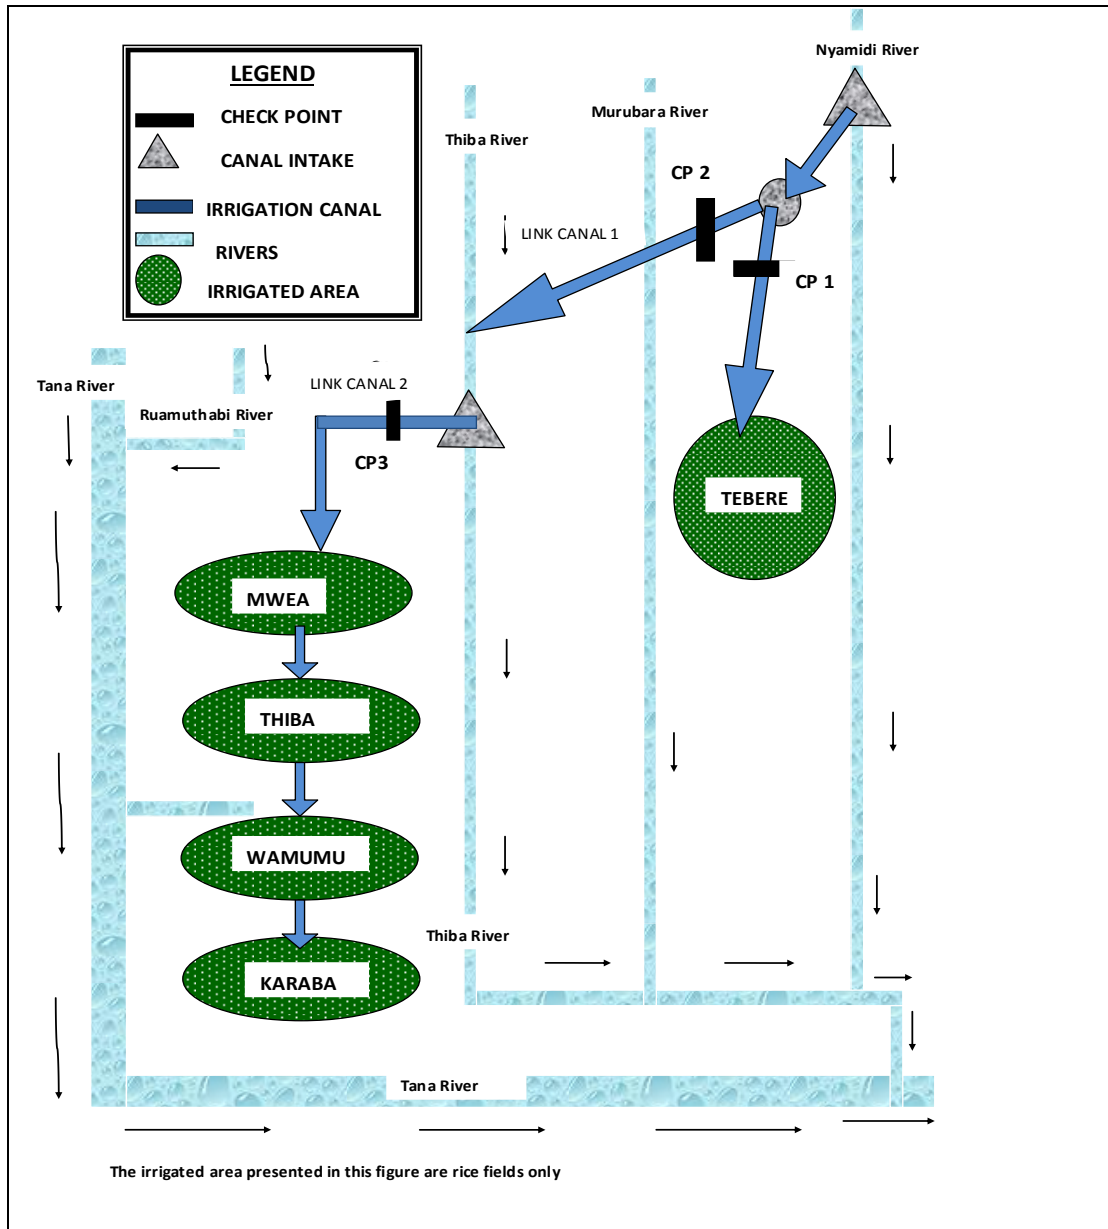 Nyamidi River
LEGEND
CHECK POINT
CANAL INTAKE
IRRIGATION CANAL
RIVERS
IRRIGATED AREA
Murubara River
Thiba River
CP 2
LINK CANAL 1
CP 1
Tana River
LINK CANAL 2
Ruamuthabi River
CP3
TEBERE
MWEA
THIBA
WAMUMU
Thiba River
KARABA
Tana River
The irrigated area presented in this figure are rice fields only